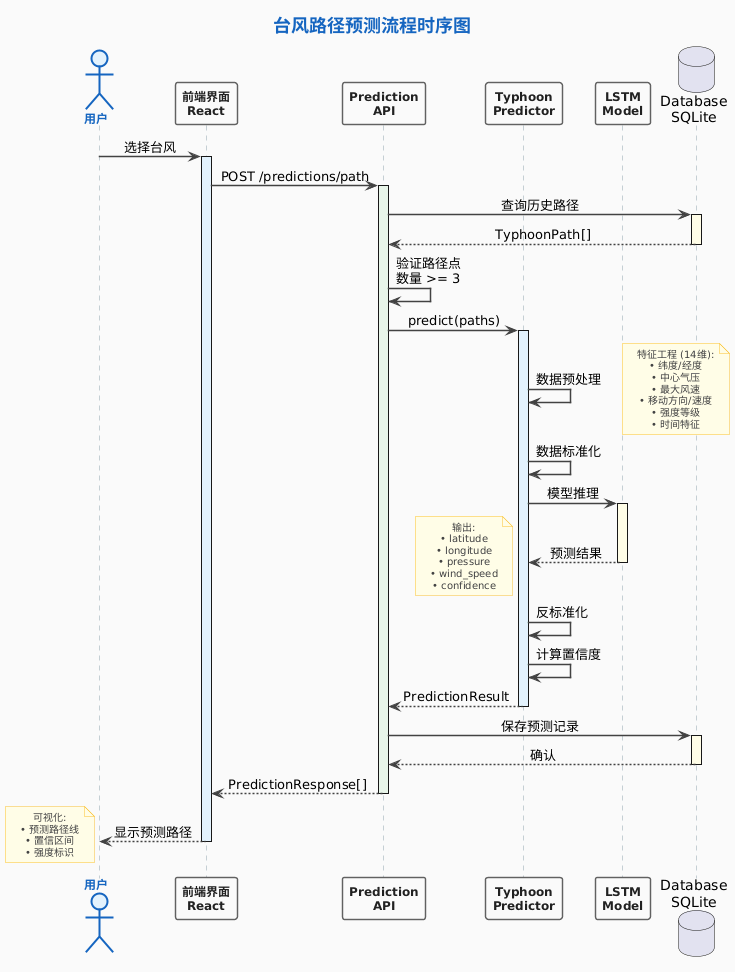 台风路径预测流程时序图
用户
前端界面
React
Prediction
API
Typhoon
Predictor
LSTM
Model
Database
SQLite
选择台风
POST /predictions/path
查询历史路径
TyphoonPath[]
验证路径点
数量 >= 3
predict(paths)
特征工程 (14维):
• 纬度/经度
• 中心气压
• 最大风速
• 移动方向/速度
• 强度等级
• 时间特征
数据预处理
数据标准化
模型推理
输出:
• latitude
• longitude
• pressure
• wind_speed
• confidence
预测结果
反标准化
计算置信度
PredictionResult
保存预测记录
确认
PredictionResponse[]
可视化:
• 预测路径线
• 置信区间
• 强度标识
显示预测路径
用户
前端界面
React
Prediction
API
Typhoon
Predictor
LSTM
Model
Database
SQLite